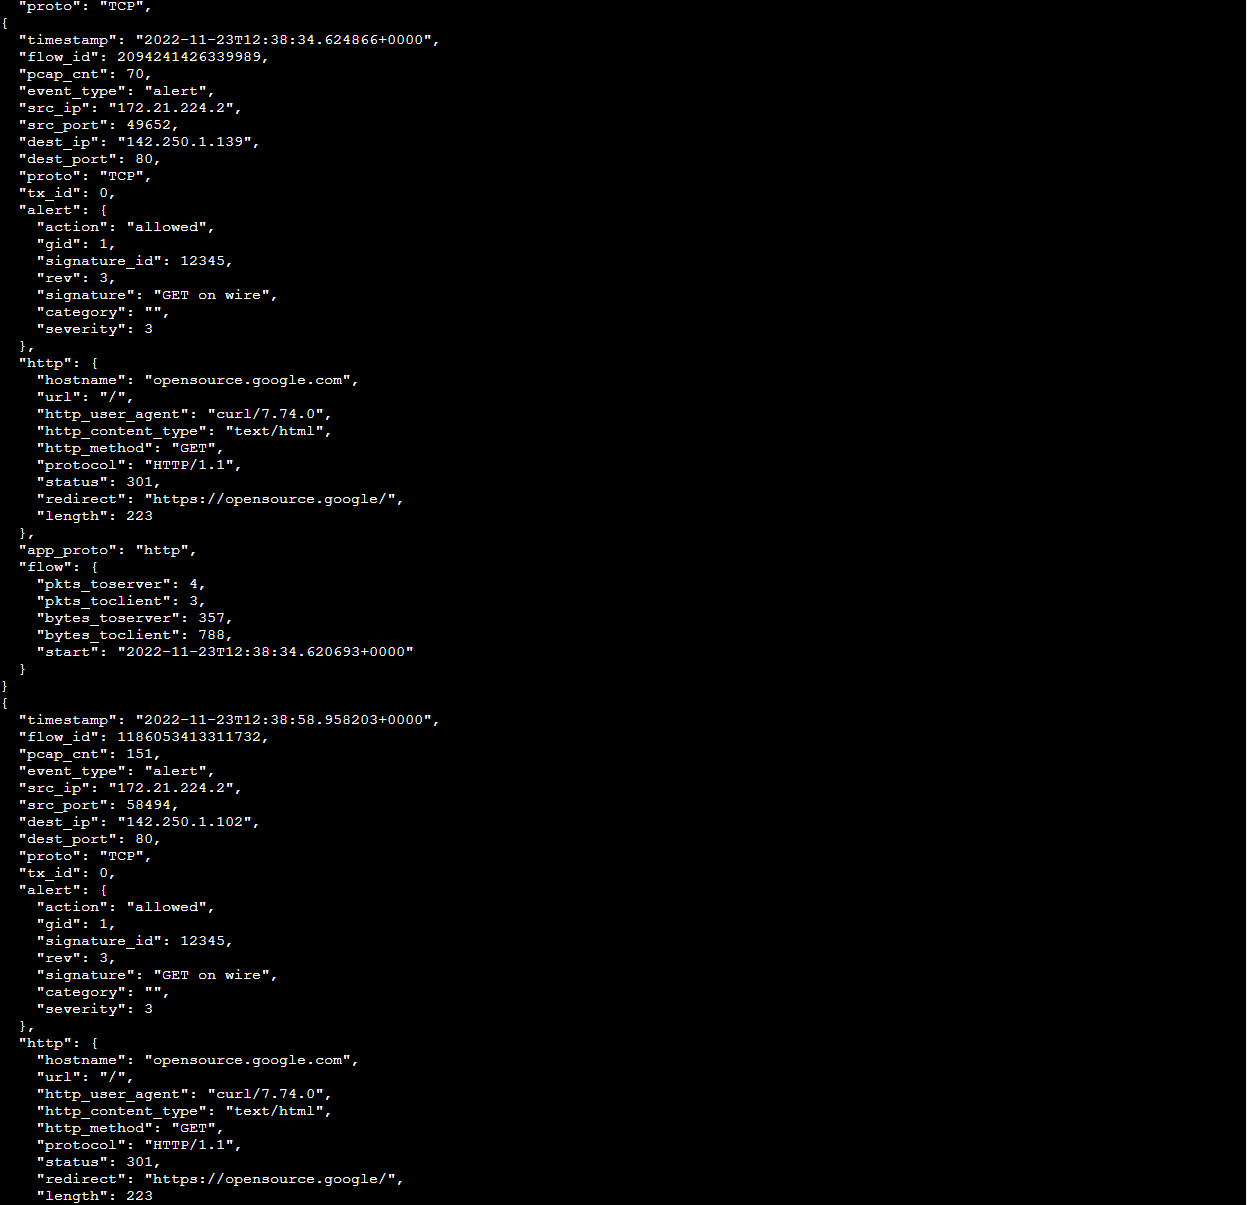 "proto": "TCP",
{
"timestamp": "2022-11-23T12:38:34.624866+0000",
"flow_id": 2094241426339989,
"pcap_cnt": 70,
"event_type": "alert",
"src_ip": "172.21.224.2",
"src_port": 49652,
"dest_ip": "142.250.1.139",
"dest_port": 80,
"proto": "TCP",
"tx_id": 0,
"alert": {
"action": "allowed",
"gid": 1,
"signature_id": 12345,
"rev": 3,
"signature": "GET on wire",
"category": "",
"severity": 3
},
"http": {
"hostname": "opensource.google.com",
"url": "/",
"http_user_agent": "curl/7.74.0",
"http_content_type": "text/html",
"http_method": "GET",
"protocol": "HTTP/1.1",
"status": 301,
"redirect": "https://opensource.google/",
"length": 223
},
"app_proto": "http",
"flow": {
"pkts_toserver": 4,
"pkts_toclient": 3,
"bytes_toserver": 357,
"bytes_toclient": 788,
"start": "2022-11-23T12:38:34.620693+0000"
}
}
{
"timestamp": "2022-11-23T12:38:58.958203+0000",
"flow_id": 1186053413311732,
"pcap_cnt": 151,
"event_type": "alert",
"src_ip": "172.21.224.2",
"src_port": 58494,
"dest_ip": "142.250.1.102",
"dest_port": 80,
"proto": "TCP",
"tx_id": 0,
"alert": {
"action": "allowed",
"gid": 1,
"signature_id": 12345,
"rev": 3,
"signature": "GET on wire",
"category": "",
"severity": 3
},
"http": {
"hostname": "opensource.google.com",
"url": "/",
"http_user_agent": "curl/7.74.0",
"http_content_type": "text/html",
"http_method": "GET",
"protocol": "HTTP/1.1",
"status": 301,
"redirect": "https://opensource.google/",
"length": 223